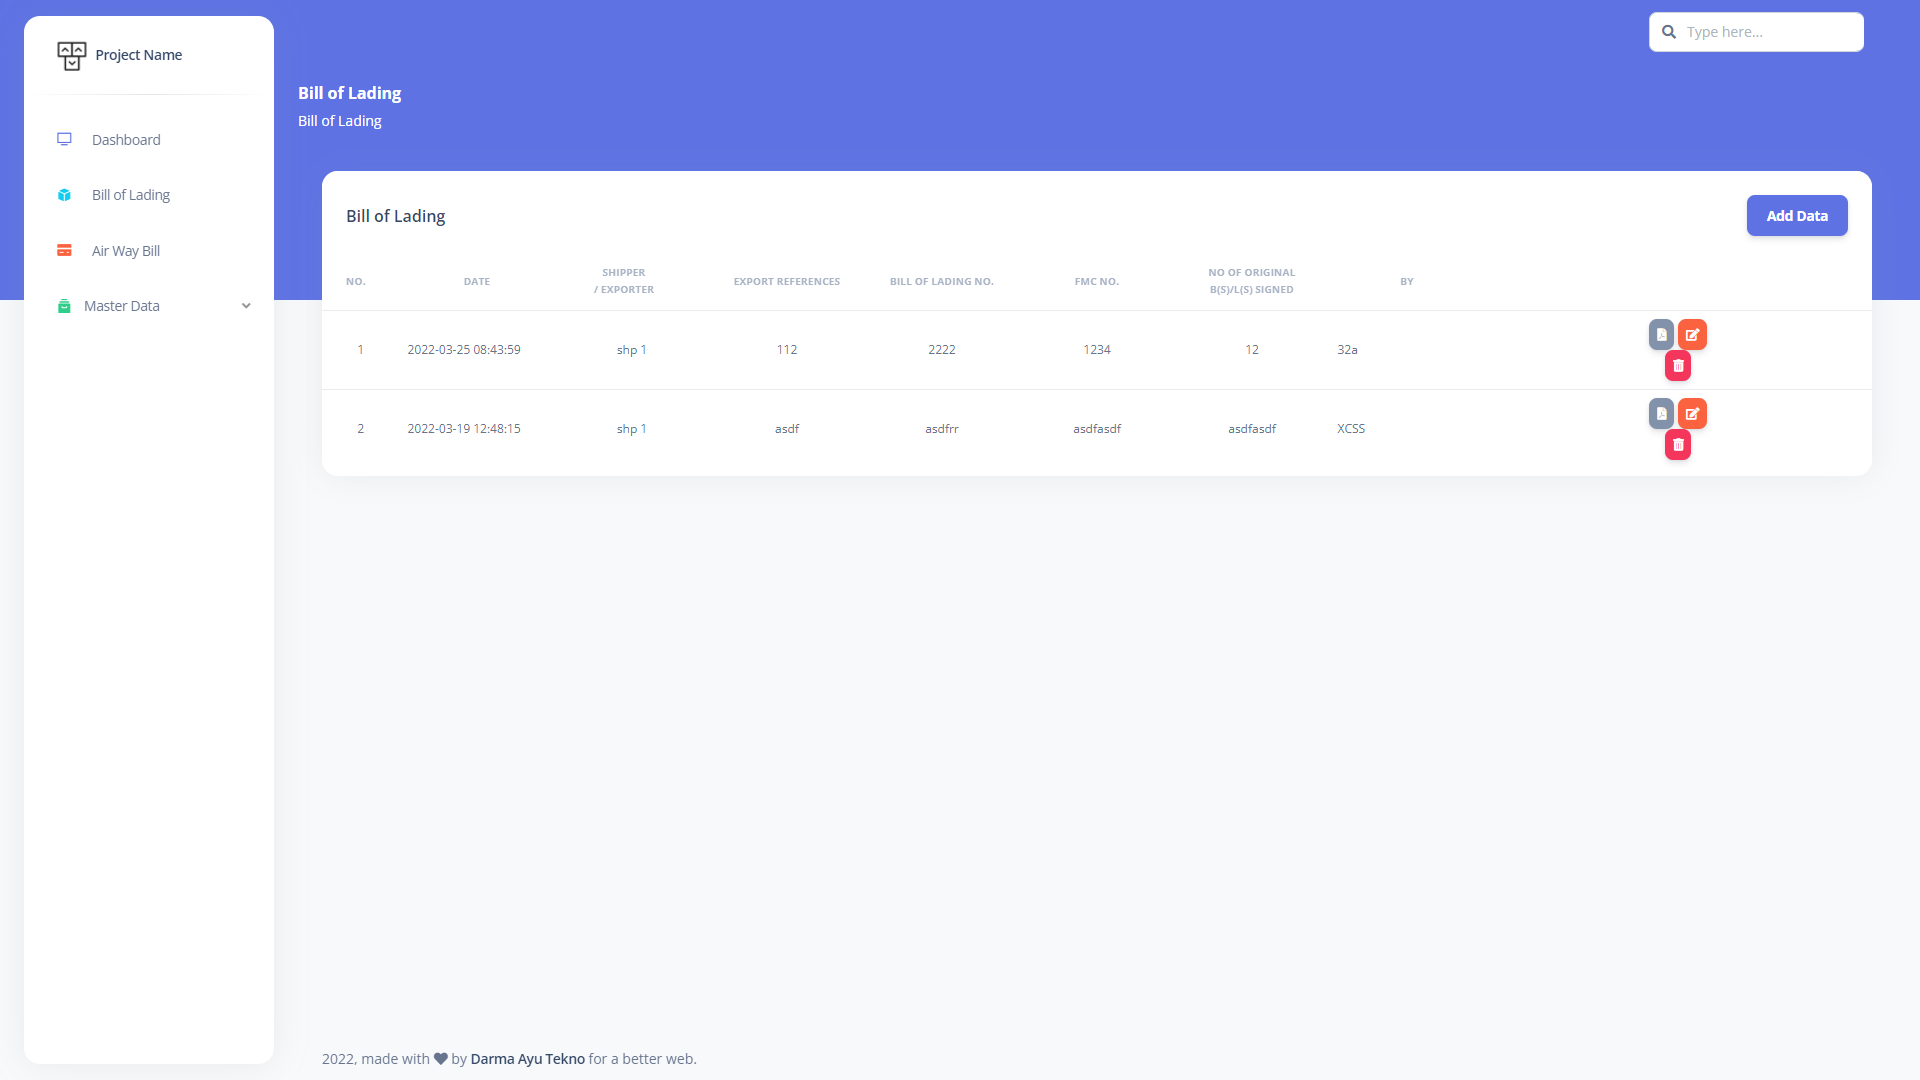 Project Name
Type here...
Bill of Lading
Bill of Lading
Dashboard
Bill of Lading
Air Way Bill
Master Data
Bill of Lading
Add Data
NO. DATE SHIPPER / EXPORTER EXPORT REFERENCES BILL OF LADING NO. FMC NO. NO OF ORIGINAL B(S)/L(S) SIGNED BY
1 2022-03-25 08:43:59 shp 1 112 2222 1234 12 32a
2 2022-03-19 12:48:15 shp 1 asdf asdfrr asdfasdf asdfasdf XCSS
2022, made with by Darma Ayu Tekno for a better web.